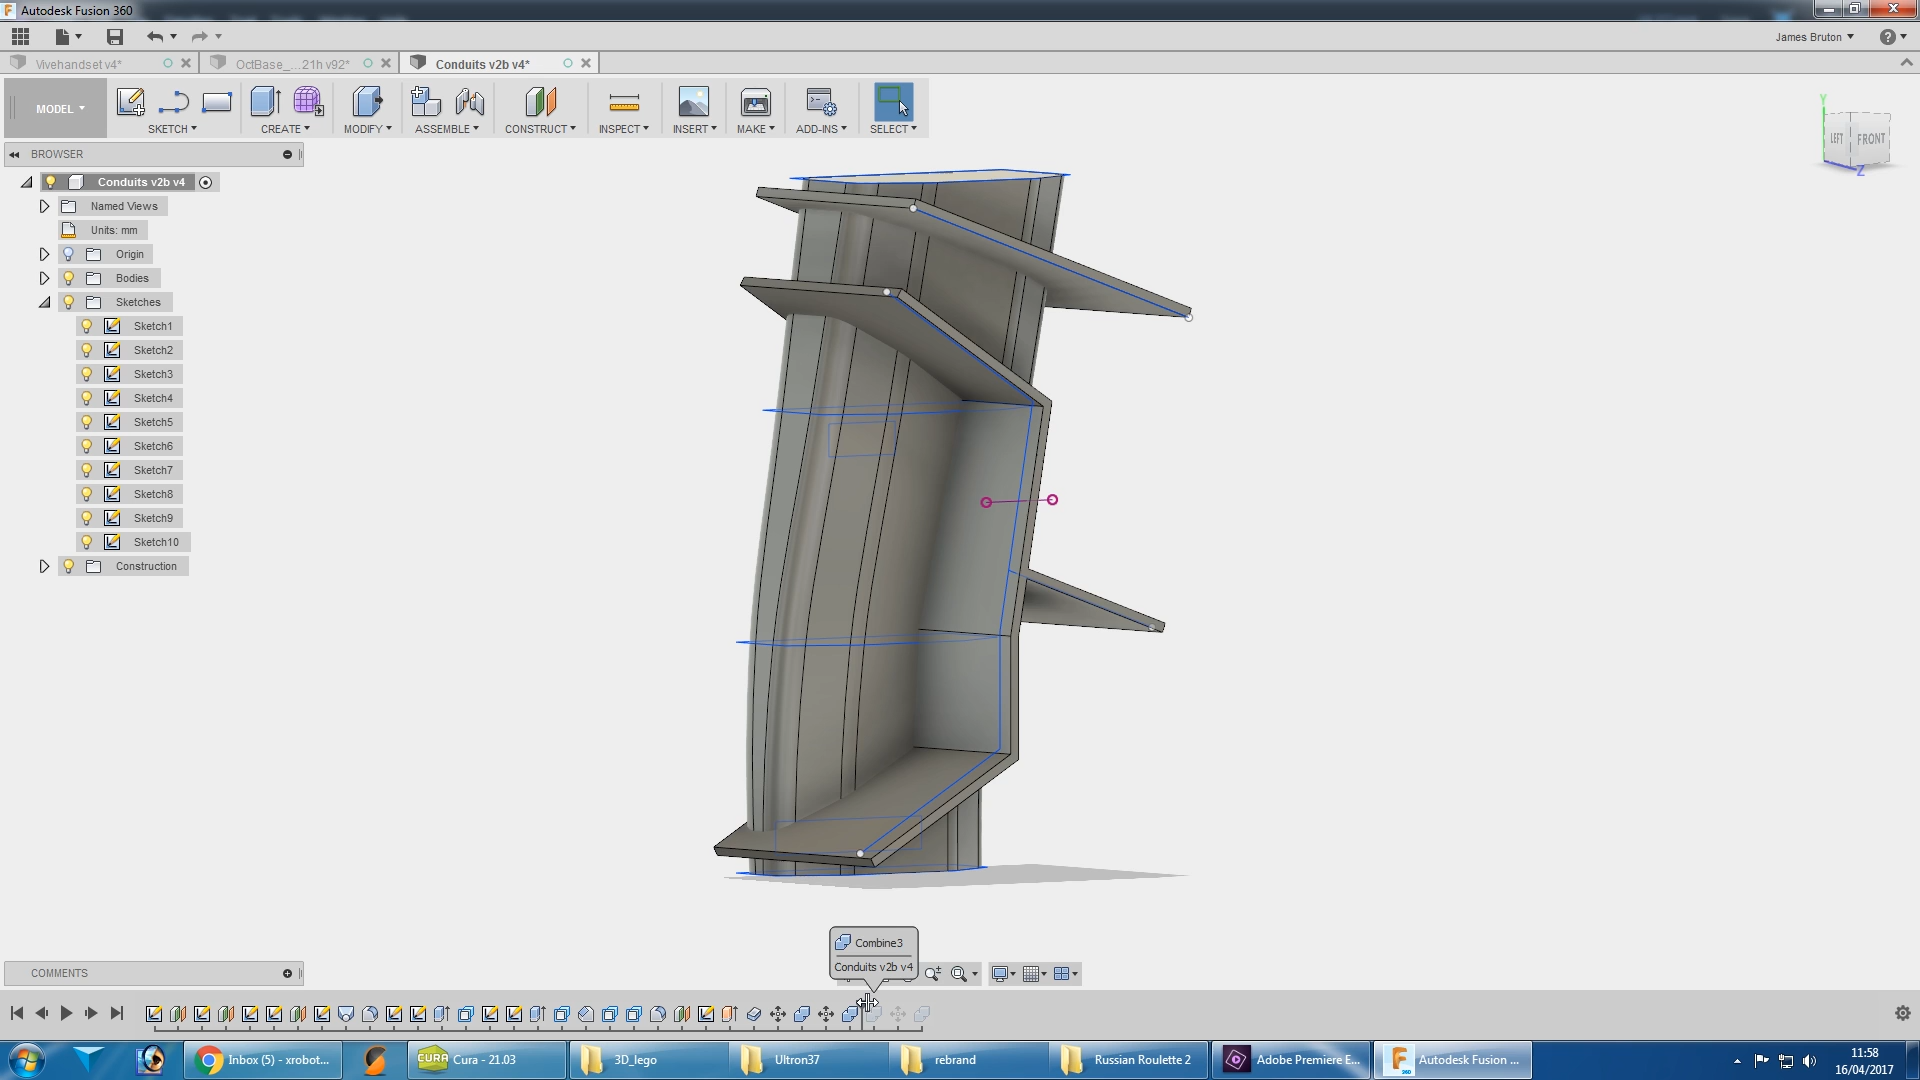 Autodesk Fusion 360
James Bruton
Vivehandset v4*
OctBase_...21h v92*
Conduits v2b v4*
MODEL
SKETCH
CREATE
MODIFY
ASSEMBLE
CONSTRUCT
INSPECT
INSERT
MAKE
ADD-INS
SELECT
Y
LEFT
FRONT
Z
BROWSER
Conduits v2b v4
Named Views
Units: mm
Origin
Bodies
Sketches
Sketch1
Sketch2
Sketch3
Sketch4
Sketch5
Sketch6
Sketch7
Sketch8
Sketch9
Sketch10
Construction
Combine3
Conduits v2b v4
COMMENTS
Inbox (5) - xrobot...
CURA
Cura - 21.03
3D_lego
Ultron37
rebrand
Russian Roulette 2
Adobe Premiere E...
Autodesk Fusion ...
11:58
16/04/2017